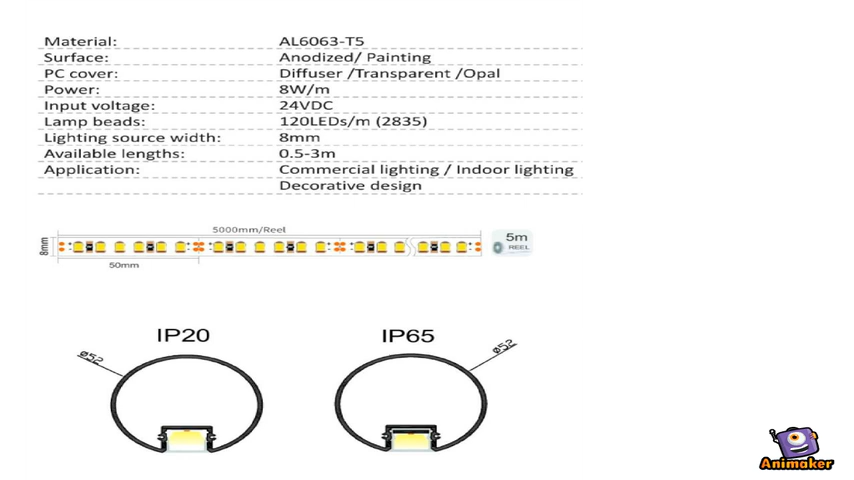 Material: AL6063-T5
Surface: Anodized/ Painting
PC cover: Diffuser /Transparent /Opal
Power: 8W/m
Input voltage: 24VDC
Lamp beads: 120LEDs/m (2835)
Lighting source width: 8mm
Available lengths: 0.5-3m
Application: Commercial lighting / Indoor lighting
Decorative design
5000mm/Reel
8mm
5m
REEL
50mm
IP20 IP65
ø52 ø52
Animaker